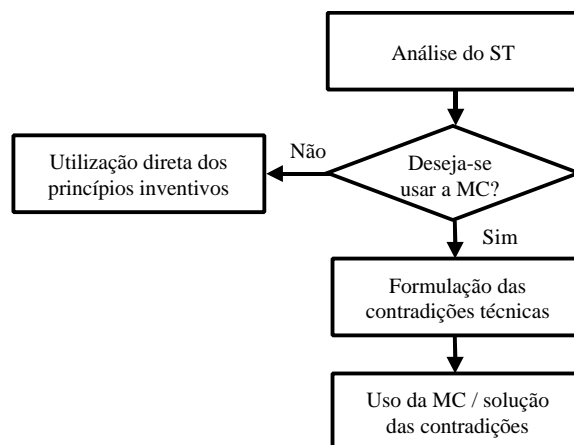 Análise do ST
Deseja-se
usar a MC?
Não
Utilização direta dos
princípios inventivos
Sim
Formulação das
contradições técnicas
Uso da MC / solução
das contradições